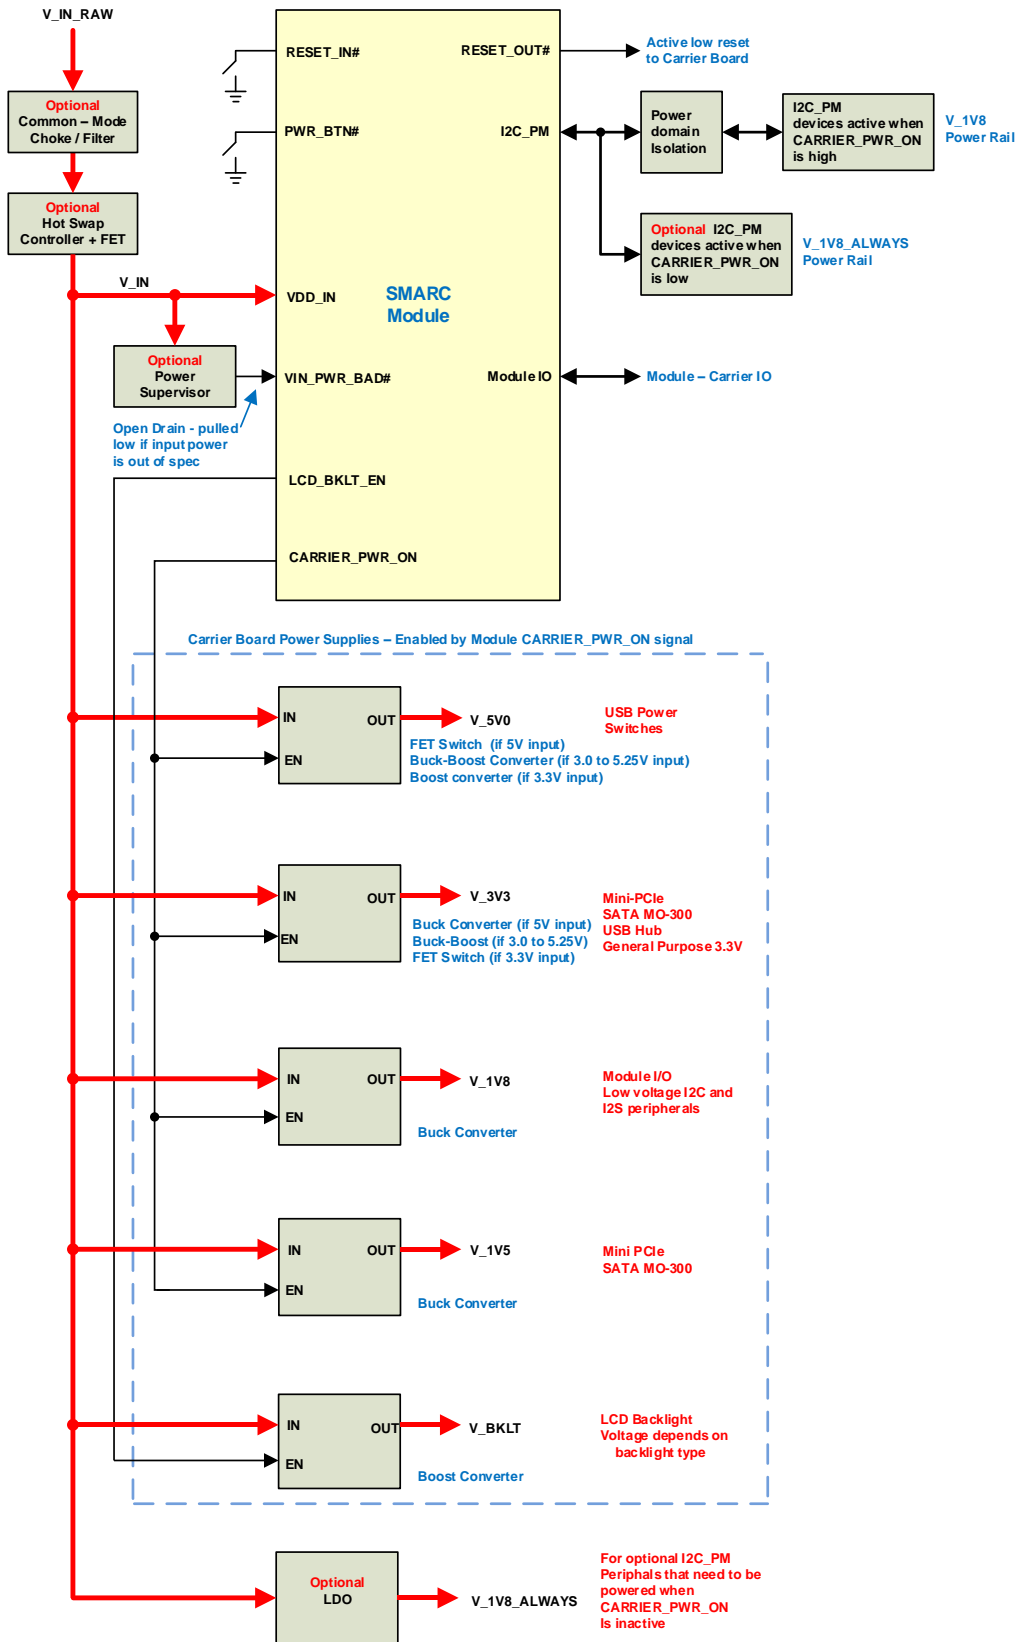 V_IN_RAW
Optional
Common – Mode
Choke / Filter
Optional
Hot Swap
Controller + FET
V_IN
Optional
Power
Supervisor
Open Drain - pulled
low if input power
is out of spec
RESET_IN#
PWR_BTN#
VDD_IN
VIN_PWR_BAD#
LCD_BKLT_EN
CARRIER_PWR_ON
SMARC
Module
RESET_OUT#
I2C_PM
Module IO
Active low reset
to Carrier Board
Power
domain
Isolation
I2C_PM
devices active when
CARRIER_PWR_ON
is high
V_1V8
Power Rail
Optional I2C_PM
devices active when
CARRIER_PWR_ON
is low
V_1V8_ALWAYS
Power Rail
Module – Carrier IO
Carrier Board Power Supplies – Enabled by Module CARRIER_PWR_ON signal
IN
OUT
EN
V_5V0
FET Switch (if 5V input)
Buck-Boost Converter (if 3.0 to 5.25V input)
Boost converter (if 3.3V input)
USB Power
Switches
IN
OUT
EN
V_3V3
Buck Converter (if 5V input)
Buck-Boost (if 3.0 to 5.25V)
FET Switch (if 3.3V input)
Mini-PCIe
SATA MO-300
USB Hub
General Purpose 3.3V
IN
OUT
EN
V_1V8
Buck Converter
Module I/O
Low voltage I2C and
I2S peripherals
IN
OUT
EN
V_1V5
Buck Converter
Mini PCIe
SATA MO-300
IN
OUT
EN
V_BKLT
Boost Converter
LCD Backlight
Voltage depends on
backlight type
Optional
LDO
V_1V8_ALWAYS
For optional I2C_PM
Periphals that need to be
powered when
CARRIER_PWR_ON
Is inactive